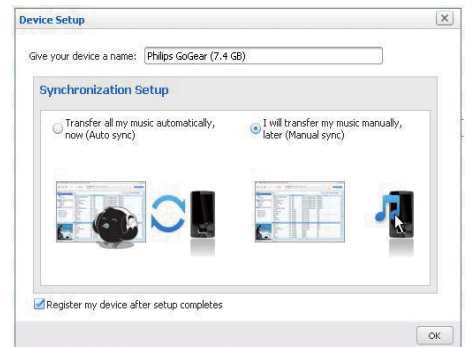 Device Setup
Give your device a name: Philips GoGear (7.4 GB)
Synchronization Setup
Transfer all my music automatically,
now (Auto sync)
I will transfer my music manually,
later (Manual sync)
Register my device after setup completes
OK